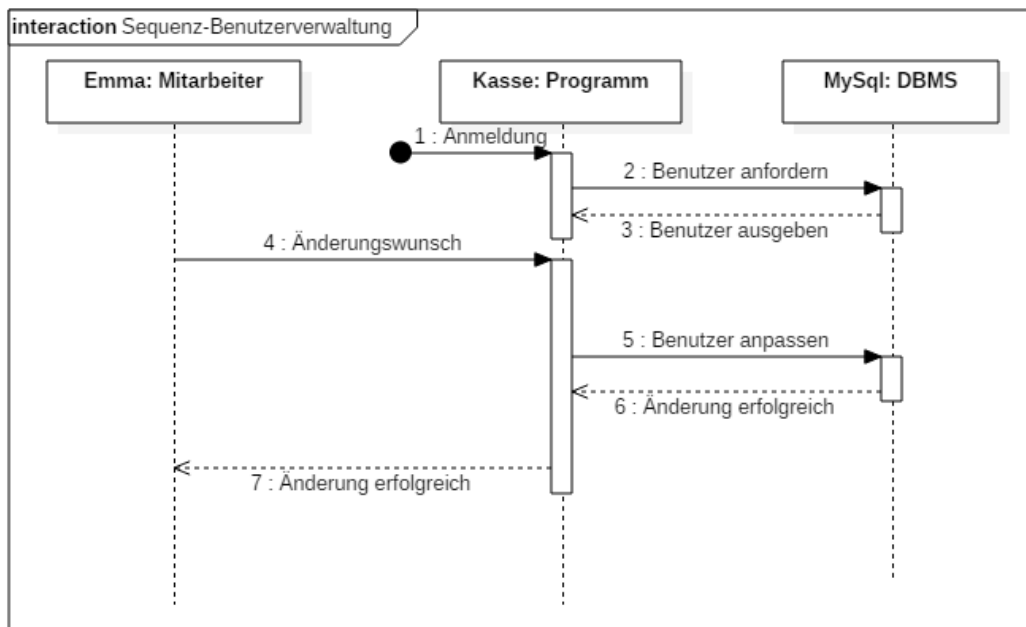 interaction Sequenz-Benutzerverwaltung
Emma: Mitarbeiter
Kasse: Programm
MySql: DBMS
1 : Anmeldung
2 : Benutzer anfordern
3 : Benutzer ausgeben
4 : Änderungswunsch
5 : Benutzer anpassen
6 : Änderung erfolgreich
7 : Änderung erfolgreich